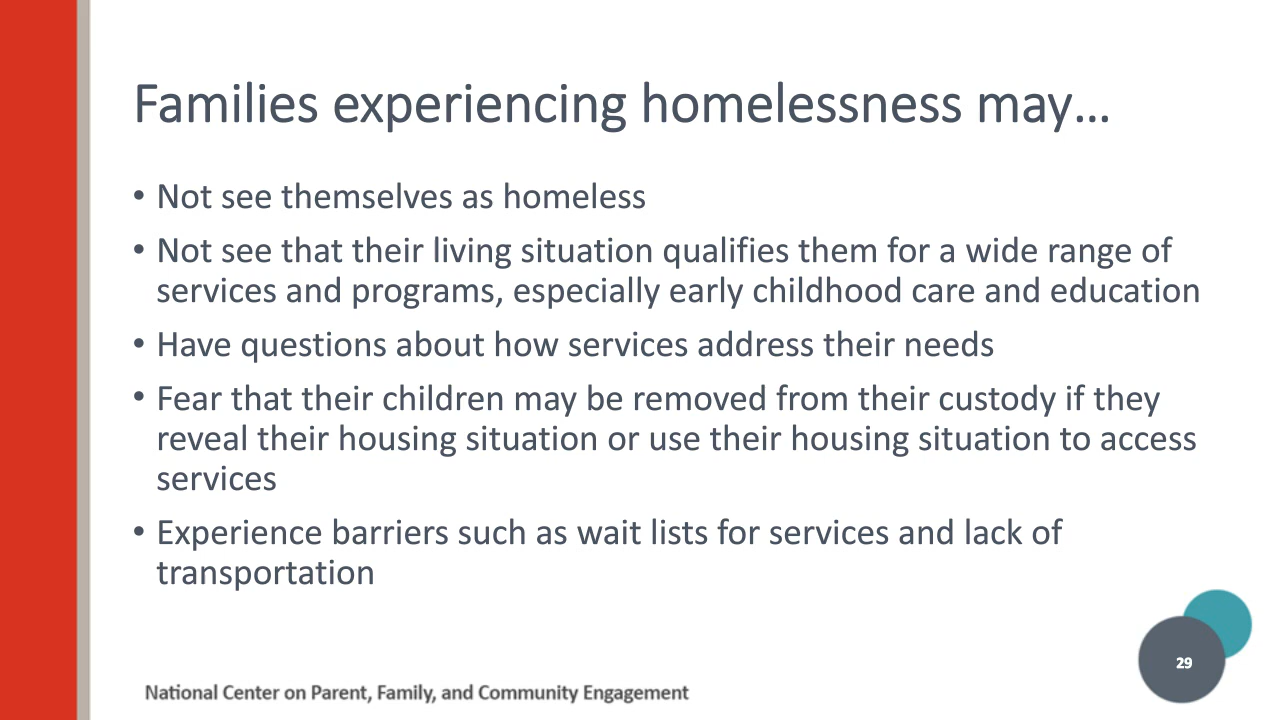 Families experiencing homelessness may…
• Not see themselves as homeless
• Not see that their living situation qualifies them for a wide range of
services and programs, especially early childhood care and education
• Have questions about how services address their needs
• Fear that their children may be removed from their custody if they
reveal their housing situation or use their housing situation to access
services
• Experience barriers such as wait lists for services and lack of
transportation
29
National Center on Parent, Family, and Community Engagement